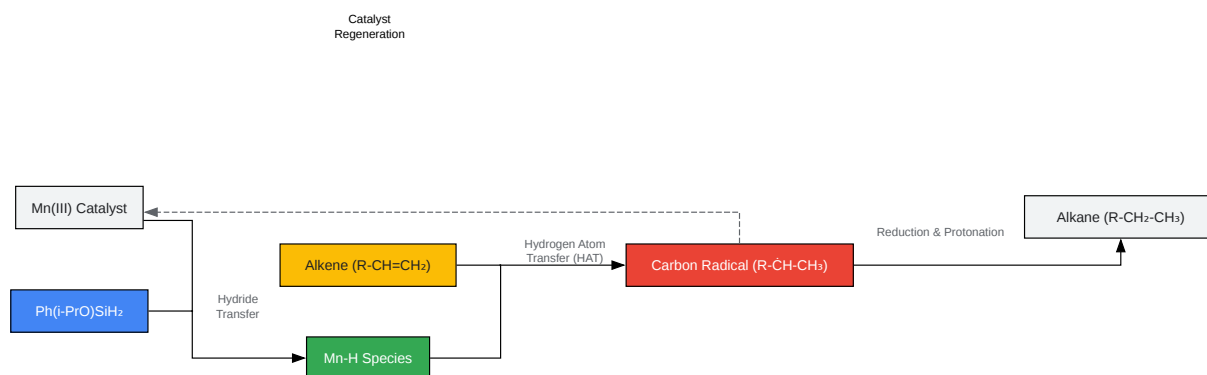 Catalyst
Regeneration
Mn(III) Catalyst
Alkane (R-CH₂-CH₃)
Reduction & Protonation
Hydrogen Atom
Transfer (HAT)
Alkene (R-CH=CH₂)
Carbon Radical (R-ĊH-CH₃)
Ph(i-PrO)SiH₂
Hydride
Transfer
Mn-H Species